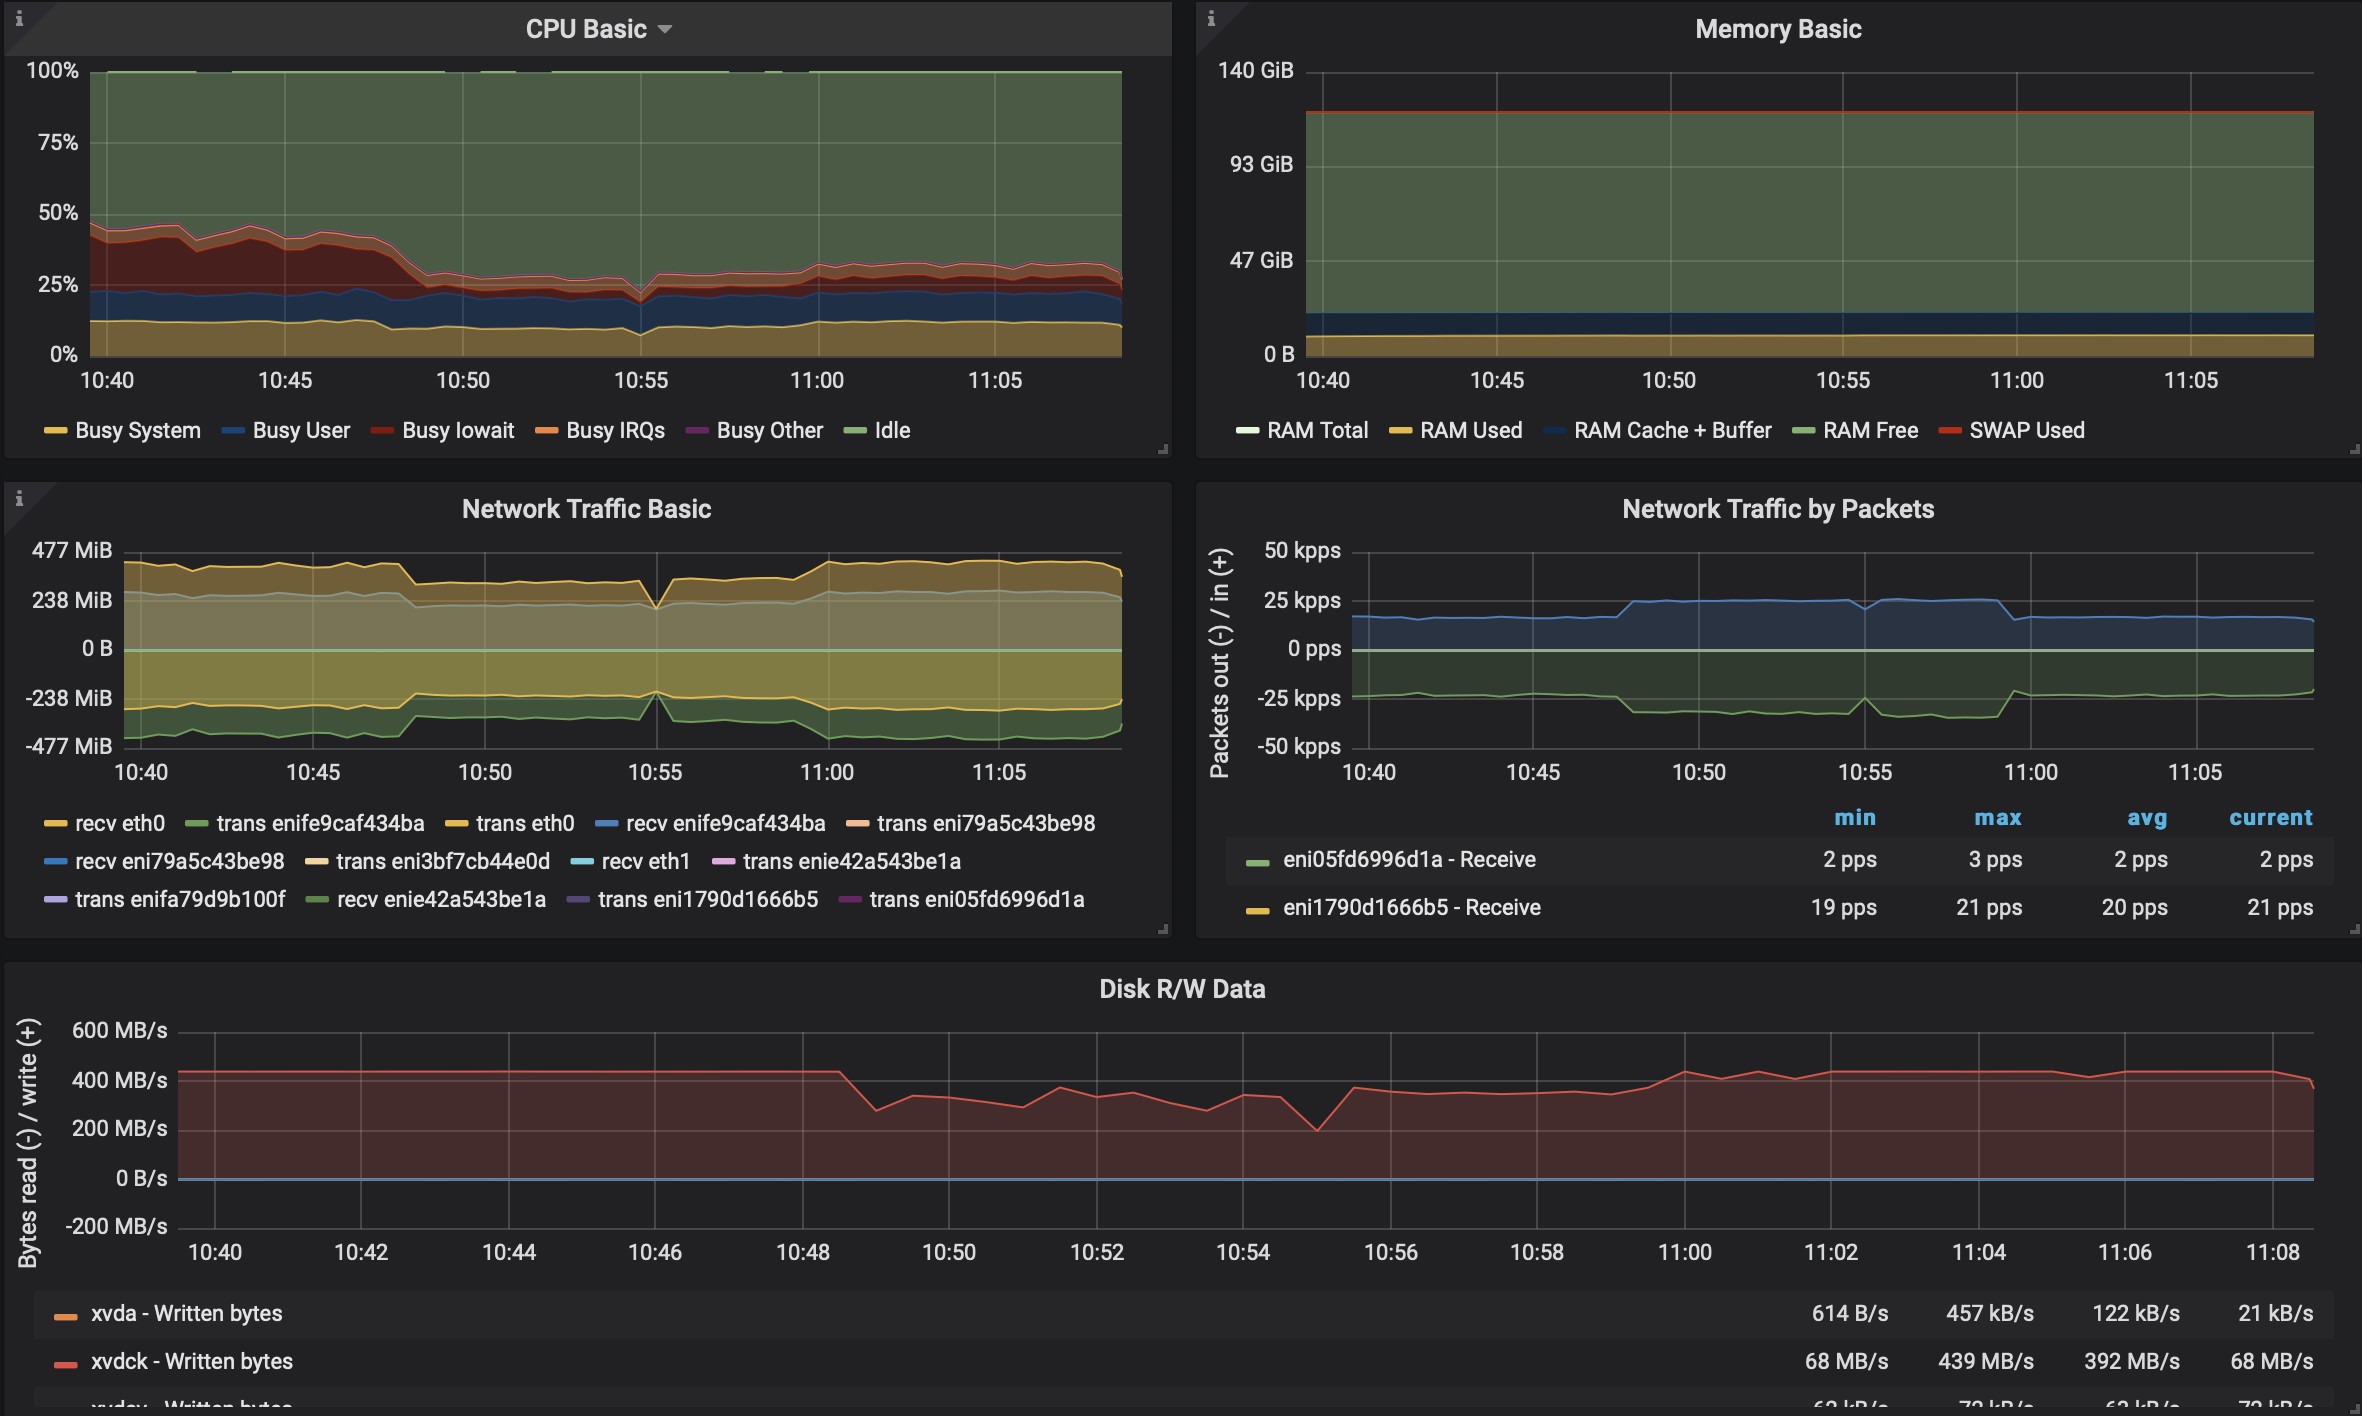 CPU Basic
100%
75%
50%
25%
0%
10:40 10:45 10:50 10:55 11:00 11:05
Busy System Busy User Busy Iowait Busy IRQs Busy Other Idle
Memory Basic
140 GiB
93 GiB
47 GiB
0 B
10:40 10:45 10:50 10:55 11:00 11:05
RAM Total RAM Used RAM Cache + Buffer RAM Free SWAP Used
Network Traffic Basic
477 MiB
238 MiB
0 B
-238 MiB
-477 MiB
10:40 10:45 10:50 10:55 11:00 11:05
recv eth0 trans enife9caf434ba trans eth0 recv enife9caf434ba trans eni79a5c43be98
recv eni79a5c43be98 trans eni3bf7cb44e0d recv eth1 trans enie42a543be1a
trans enifa79d9b100f recv enie42a543be1a trans eni1790d1666b5 trans eni05fd6996d1a
Network Traffic by Packets
Packets out (-) / in (+)
50 kpps
25 kpps
0 pps
-25 kpps
-50 kpps
10:40 10:45 10:50 10:55 11:00 11:05
min max avg current
eni05fd6996d1a - Receive 2 pps 3 pps 2 pps 2 pps
eni1790d1666b5 - Receive 19 pps 21 pps 20 pps 21 pps
Disk R/W Data
Bytes read (-) / write (+)
600 MB/s
400 MB/s
200 MB/s
0 B/s
-200 MB/s
10:40 10:42 10:44 10:46 10:48 10:50 10:52 10:54 10:56 10:58 11:00 11:02 11:04 11:06 11:08
xvda - Written bytes 614 B/s 457 kB/s 122 kB/s 21 kB/s
xvdck - Written bytes 68 MB/s 439 MB/s 392 MB/s 68 MB/s